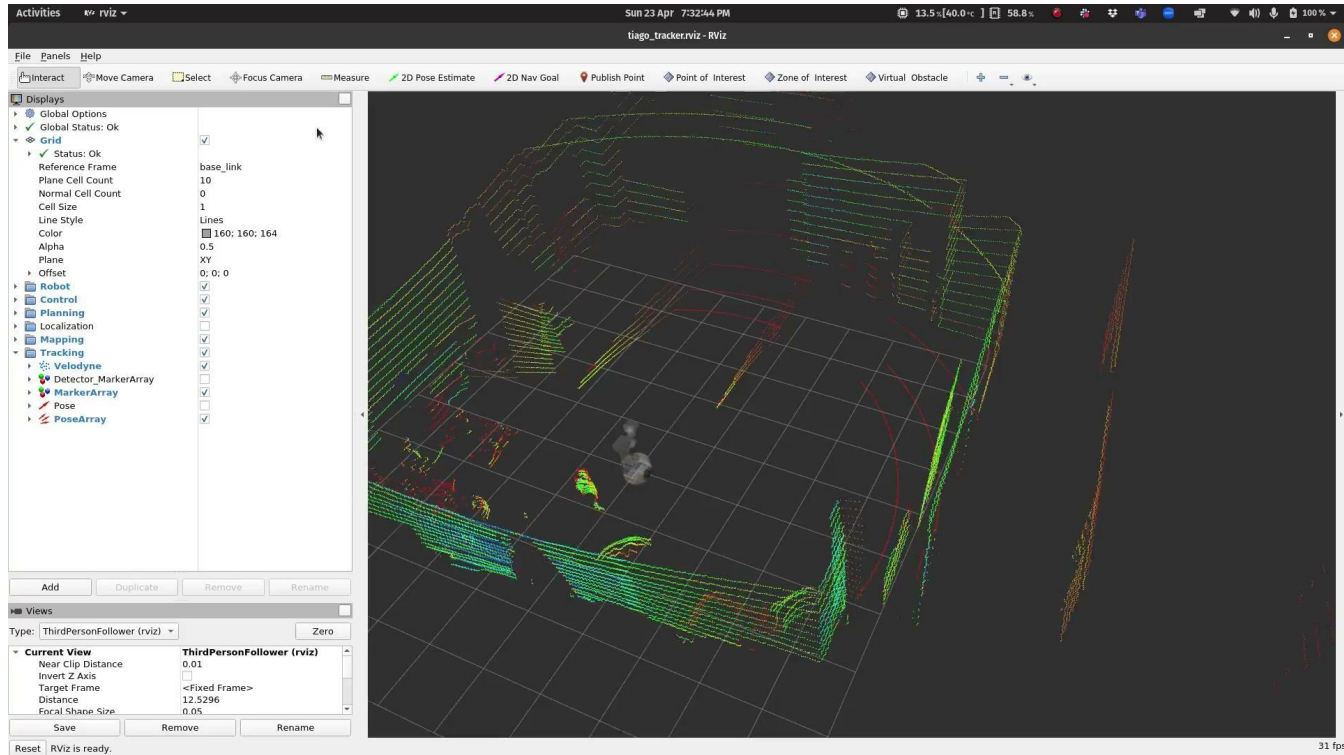 Activities RViz rviz Sun 23 Apr 7:32:44 PM 13.5%[40.0°C ] 58.8% 100 %
tiago_tracker.rviz - RViz
File Panels Help
Interact Move Camera Select Focus Camera Measure 2D Pose Estimate 2D Nav Goal Publish Point Point of Interest Zone of Interest Virtual Obstacle
Displays
Global Options
Global Status: Ok
Grid
Status: Ok
Reference Frame base_link
Plane Cell Count 10
Normal Cell Count 0
Cell Size 1
Line Style Lines
Color 160; 160; 164
Alpha 0.5
Plane XY
Offset 0; 0; 0
Robot
Control
Planning
Localization
Mapping
Tracking
Velodyne
Detector_MarkerArray
MarkerArray
Pose
PoseArray
Add Duplicate Remove Rename
Views
Type: ThirdPersonFollower (rviz) Zero
Current View ThirdPersonFollower (rviz)
Near Clip Distance 0.01
Invert Z Axis
Target Frame <Fixed Frame>
Distance 12.5296
Focal Shape Size 0.05
Save Remove Rename
Reset RViz is ready. 31 fps